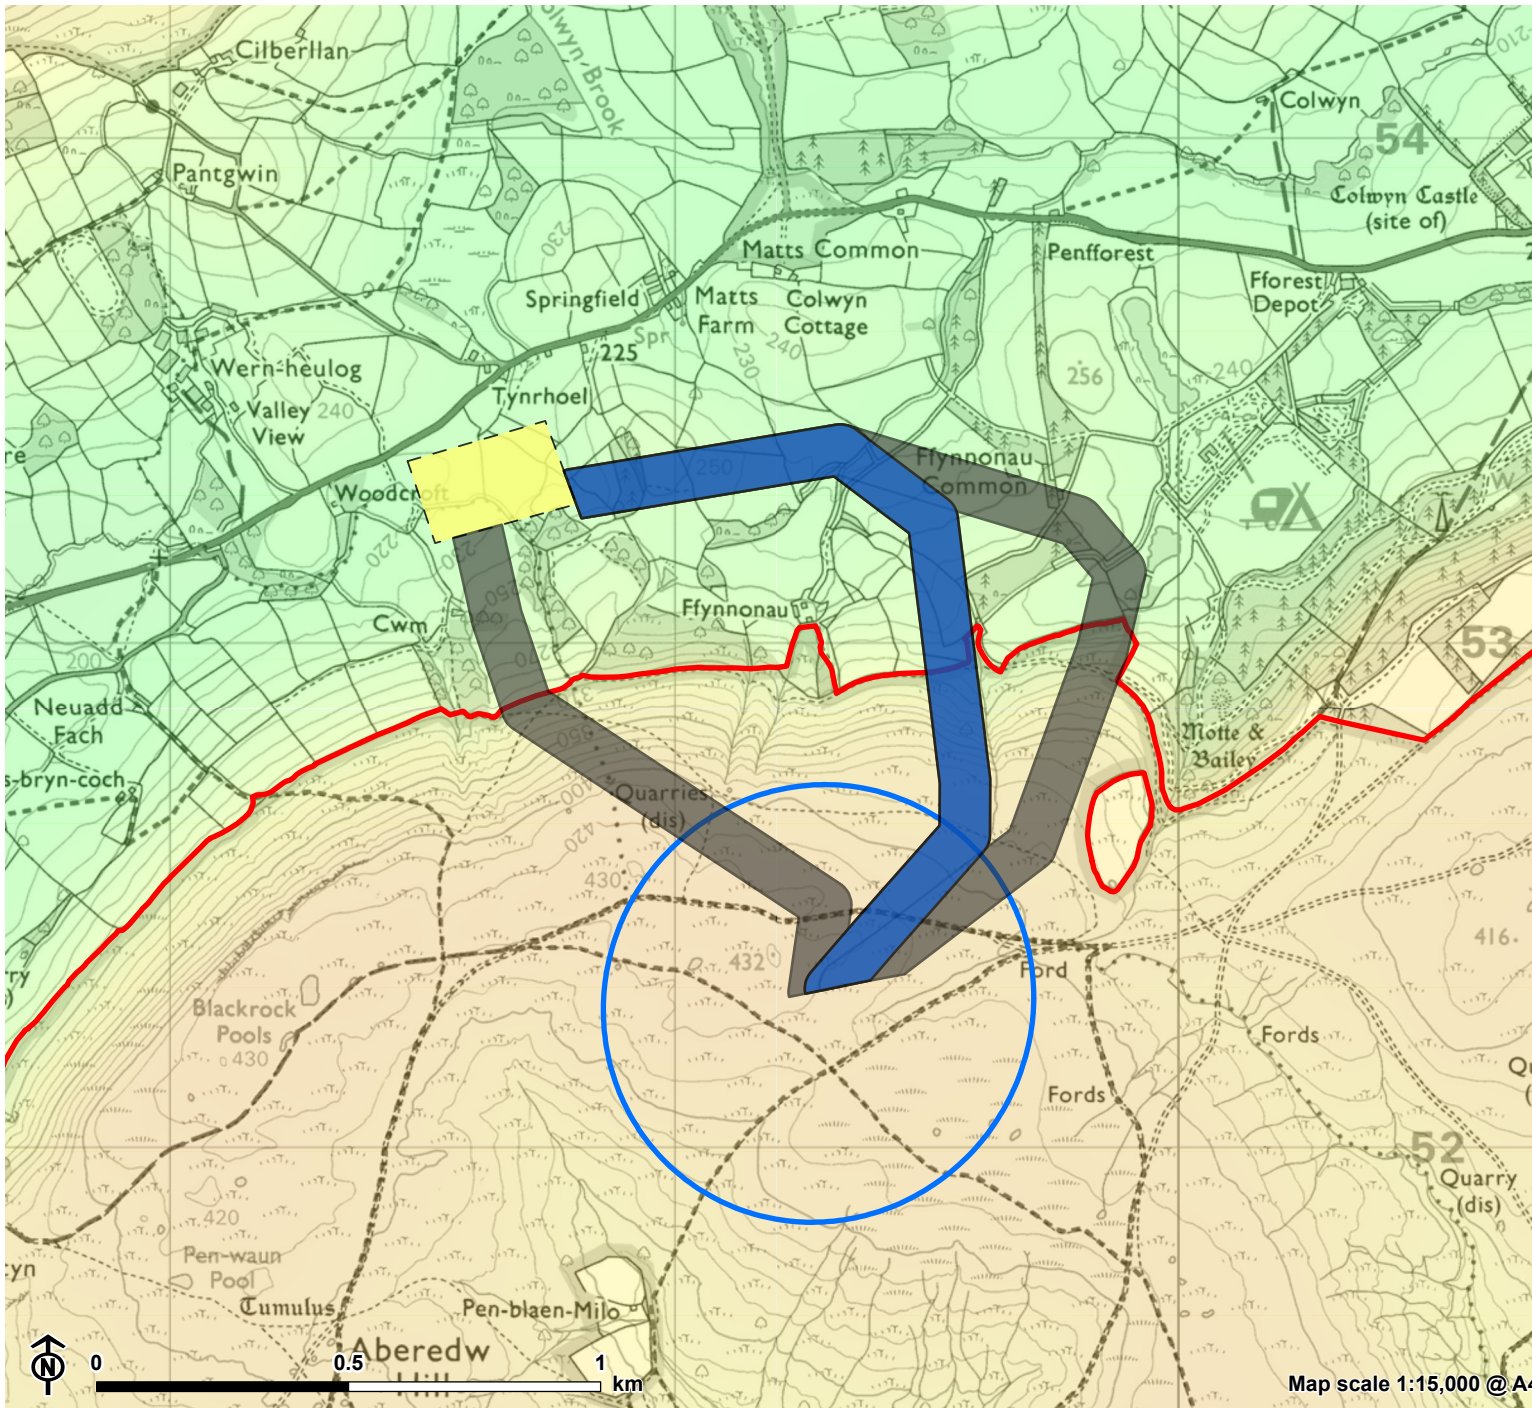 Cilberllan
Colwyn Brook
Colwyn
54
Pantgwin
Colwyn Castle
(site of)
230
Matts Common
Penfforest
Springfield
Matts
Farm
Colwyn
Cottage
Fforest
Depot
Spr
225
240
230
Wern-heulog
256
240
Valley
View
240
Tynrhoel
Ffynnonau
Common
250
Woodcroft
W
220
250
Ffynnonau
Cwm
270
53
200
Neuadd
Fach
350
Motte &
Bailey
s-bryn-coch
Quarries
(dis)
400
420
430
432
416
Ford
Blackrock
Pools
430
Fords
Fords
52
Quarry
(dis)
420
Pen-waun
Pool
Tumulus
Pen-blaen-Milo
Aberedw
Hill
N
0 0.5 1
km
Map scale 1:15,000 @ A4